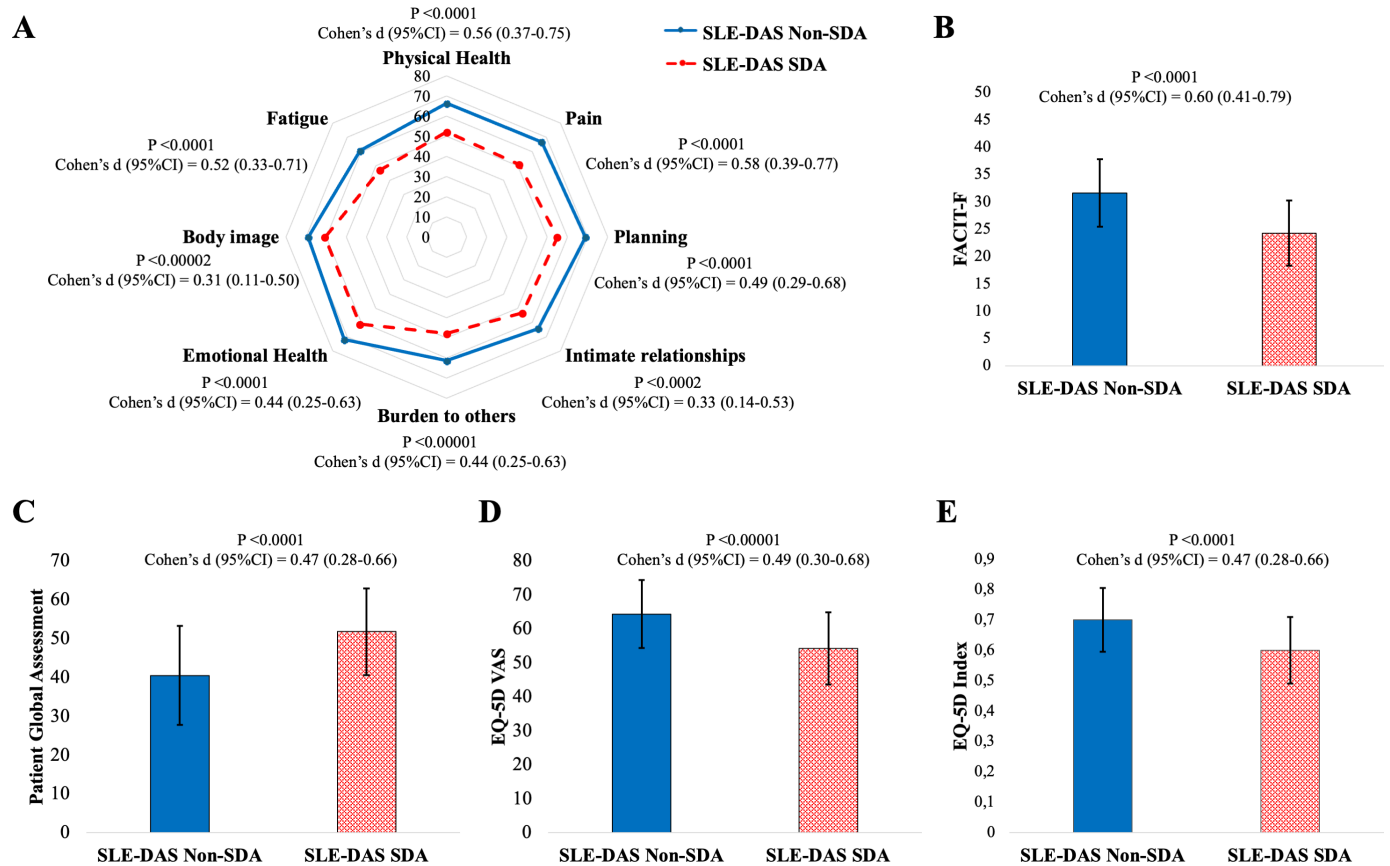 A
P <0.0001
Cohen's d (95%CI) = 0.56 (0.37-0.75)
Physical Health
SLE-DAS Non-SDA
SLE-DAS SDA
80
70
60
50
40
30
20
10
0
Fatigue
P <0.0001
Cohen's d (95%CI) = 0.52 (0.33-0.71)
Pain
P <0.0001
Cohen's d (95%CI) = 0.58 (0.39-0.77)
Body image
P <0.00002
Cohen's d (95%CI) = 0.31 (0.11-0.50)
Planning
P <0.0001
Cohen's d (95%CI) = 0.49 (0.29-0.68)
Emotional Health
P <0.0001
Cohen's d (95%CI) = 0.44 (0.25-0.63)
Intimate relationships
P <0.0002
Cohen's d (95%CI) = 0.33 (0.14-0.53)
Burden to others
P <0.00001
Cohen's d (95%CI) = 0.44 (0.25-0.63)
B
P <0.0001
Cohen's d (95%CI) = 0.60 (0.41-0.79)
FACIT-F
50
45
40
35
30
25
20
15
10
5
0
SLE-DAS Non-SDA
SLE-DAS SDA
C
P <0.0001
Cohen's d (95%CI) = 0.47 (0.28-0.66)
Patient Global Assessment
70
60
50
40
30
20
10
0
SLE-DAS Non-SDA
SLE-DAS SDA
D
P <0.00001
Cohen's d (95%CI) = 0.49 (0.30-0.68)
EQ-5D VAS
80
70
60
50
40
30
20
10
0
SLE-DAS Non-SDA
SLE-DAS SDA
E
P <0.0001
Cohen's d (95%CI) = 0.47 (0.28-0.66)
EQ-5D Index
0,9
0,8
0,7
0,6
0,5
0,4
0,3
0,2
0,1
0
SLE-DAS Non-SDA
SLE-DAS SDA